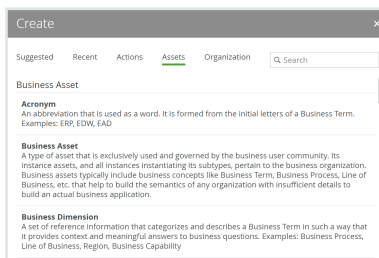 Create
×
Suggested Recent Actions Assets Organization Search
Business Asset
Acronym
An abbreviation that is used as a word. It is formed from the initial letters of a Business Term.
Examples: ERP, EDW, EAD
Business Asset
A type of asset that is exclusively used and governed by the business user community. Its
instance assets, and all instances instantiating its subtypes, pertain to the business organization.
Business assets typically include business concepts like Business Term, Business Process, Line of
Business, etc. that help to build the semantics of any organization with insufficient details to
build an actual business application.
Business Dimension
A set of reference information that categorizes and describes a Business Term in such a way that
it provides context and meaningful answers to business questions. Examples: Business Process,
Line of Business, Region, Business Capability